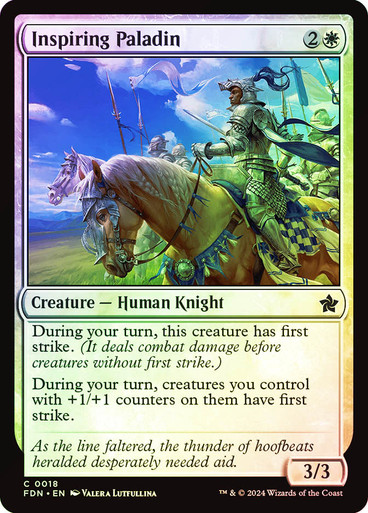 Inspiring Paladin 2
Creature — Human Knight
During your turn, this creature has first
strike. (It deals combat damage before
creatures without first strike.)
During your turn, creatures you control
with +1/+1 counters on them have first
strike.
As the line faltered, the thunder of hoofbeats
heralded desperately needed aid.
3/3
C 0018
FDN • EN Valera Lutfullina
™ & © 2024 Wizards of the Coast